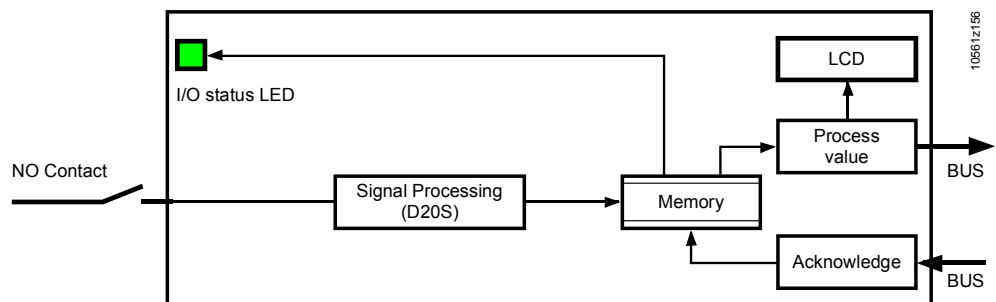 10561z156
LCD
I/O status LED
Process
value
BUS
NO Contact
Signal Processing
(D20S)
Memory
Acknowledge
BUS